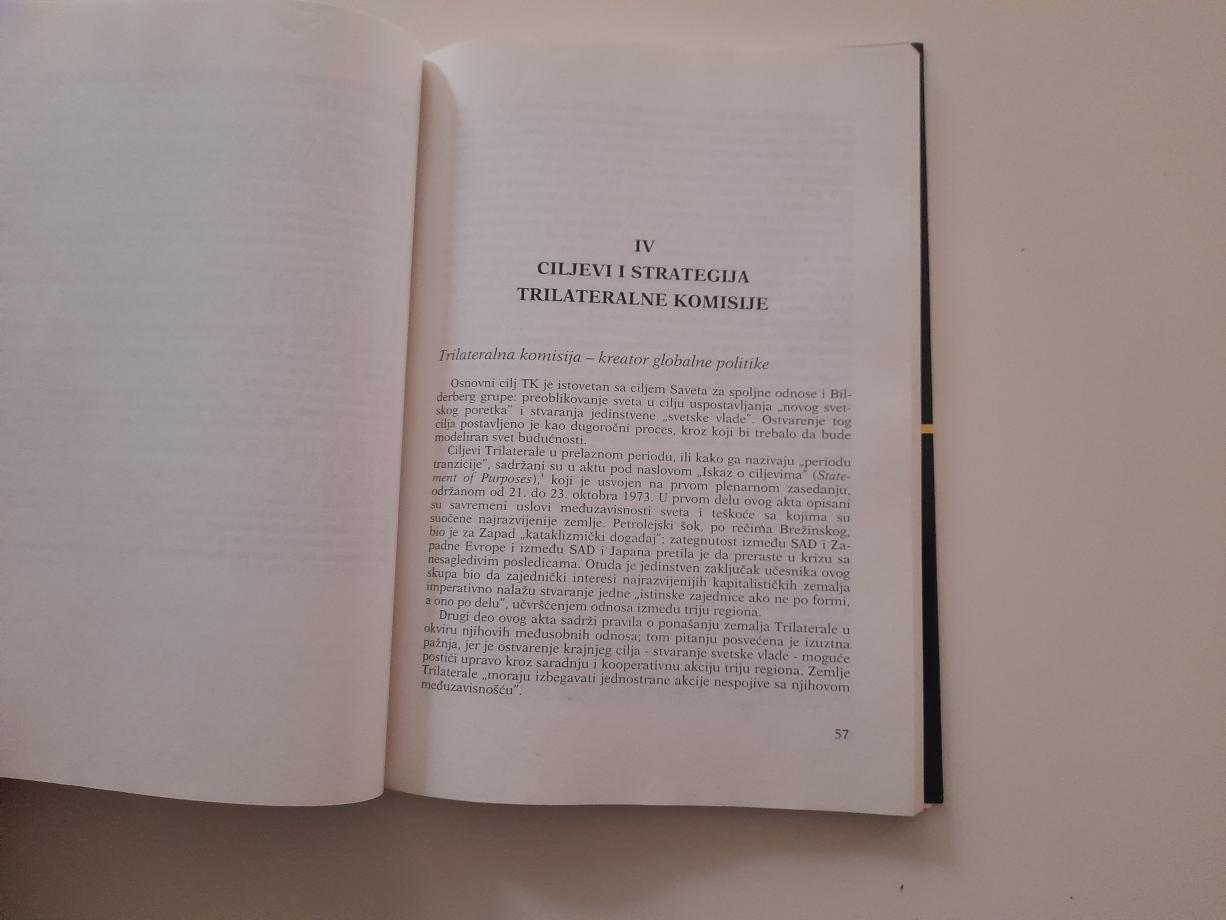 IV
CILJEVI I STRATEGIJA
TRILATERALNE KOMISIJE
Trilateralna komisija – kreator globalne politike
Osnovni cilj TK je istovetan sa ciljem Saveta za spoljne odnose i Bil-
derberg grupe: preoblikovanje sveta u cilju uspostavljanja „novog svet-
skog poretka” i stvaranja jedinstvene „svetske vlade”. Ostvarenje tog
cilja postavljeno je kao dugoročni proces, kroz koji bi trebalo da bude
modeliran svet budućnosti.
Ciljevi Trilaterale u prelaznom periodu, ili kako ga nazivaju „periodu
tranzicije”, sadržani su u aktu pod naslovom „Iskaz o ciljevima” (State-
ment of Purposes),¹ koji je usvojen na prvom plenarnom zasedanju,
održanom od 21. do 23. oktobra 1973. U prvom delu ovog akta opisani
su savremeni uslovi međuzavisnosti sveta i teškoće sa kojima su
suočene najrazvijenije zemlje. Petrolejski šok, po rečima Brežinskog,
bio je za Zapad „kataklizmički događaj”; zategnutost između SAD i Za-
padne Evrope i između SAD i Japana pretila je da preraste u krizu sa
nesagledivim posledicama. Otuda je jedinstven zaključak učesnika ovog
skupa bio da zajednički interesi najrazvijenijih kapitalističkih zemalja
imperativno nalažu stvaranje jedne „istinske zajednice ako ne po formi,
a ono po delu”, učvršćenjem odnosa između triju regiona.
Drugi deo ovog akta sadrži pravila o ponašanju zemalja Trilaterale u
okviru njihovih međusobnih odnosa; tom pitanju posvećena je izuzetna
pažnja, jer je ostvarenje krajnjeg cilja - stvaranje svetske vlade - moguće
postići upravo kroz saradnju i kooperativnu akciju triju regiona. Zemlje
Trilaterale „moraju izbegavati jednostrane akcije nespojive sa njihovom
međuzavisnošću”.
57